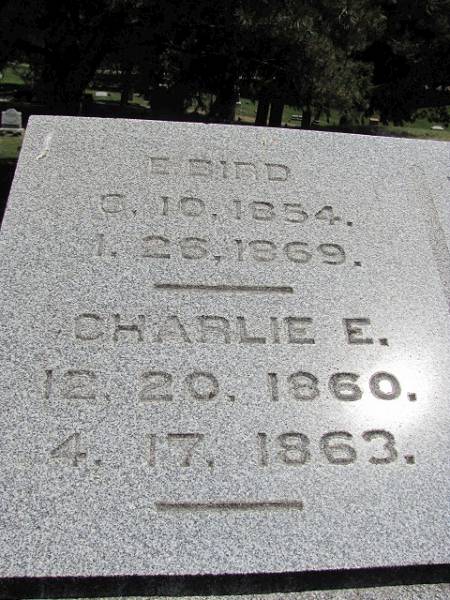 E. BIRD
6. 10. 1854.
1. 26. 1869.
CHARLIE E.
12. 20. 1860.
4. 17. 1863.